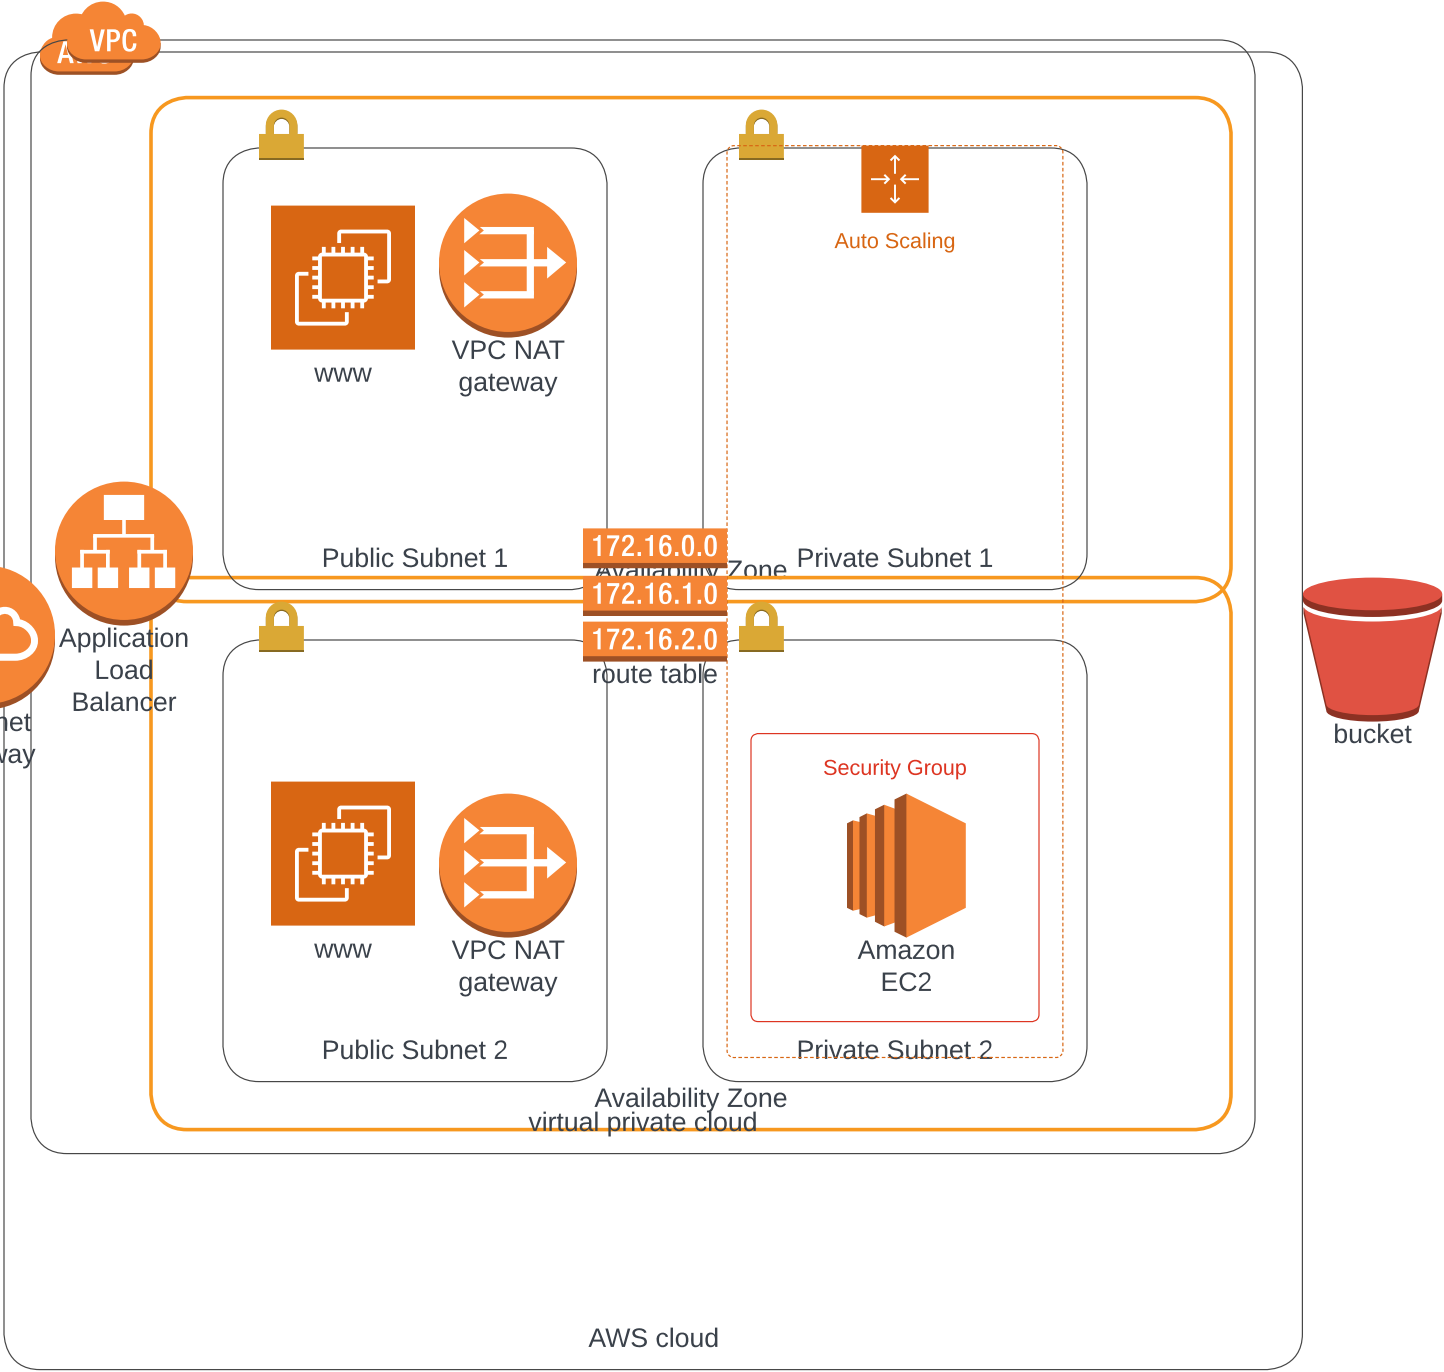 VPC
Auto Scaling
www
VPC NAT
gateway
Public Subnet 1
172.16.0.0
Private Subnet 1
Availability Zone
172.16.1.0
172.16.2.0
route table
Application
Load
Balancer
bucket
Security Group
www
VPC NAT
gateway
Amazon
EC2
Public Subnet 2
Private Subnet 2
Availability Zone
virtual private cloud
AWS cloud